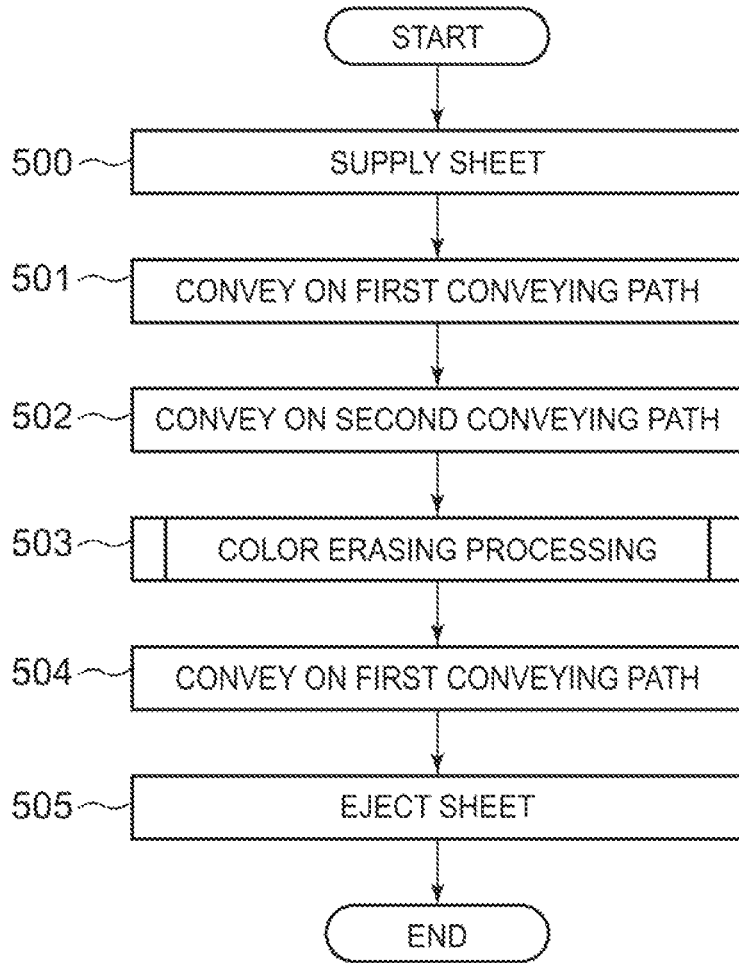 START
500 SUPPLY SHEET
501 CONVEY ON FIRST CONVEYING PATH
502 CONVEY ON SECOND CONVEYING PATH
503 COLOR ERASING PROCESSING
504 CONVEY ON FIRST CONVEYING PATH
505 EJECT SHEET
END